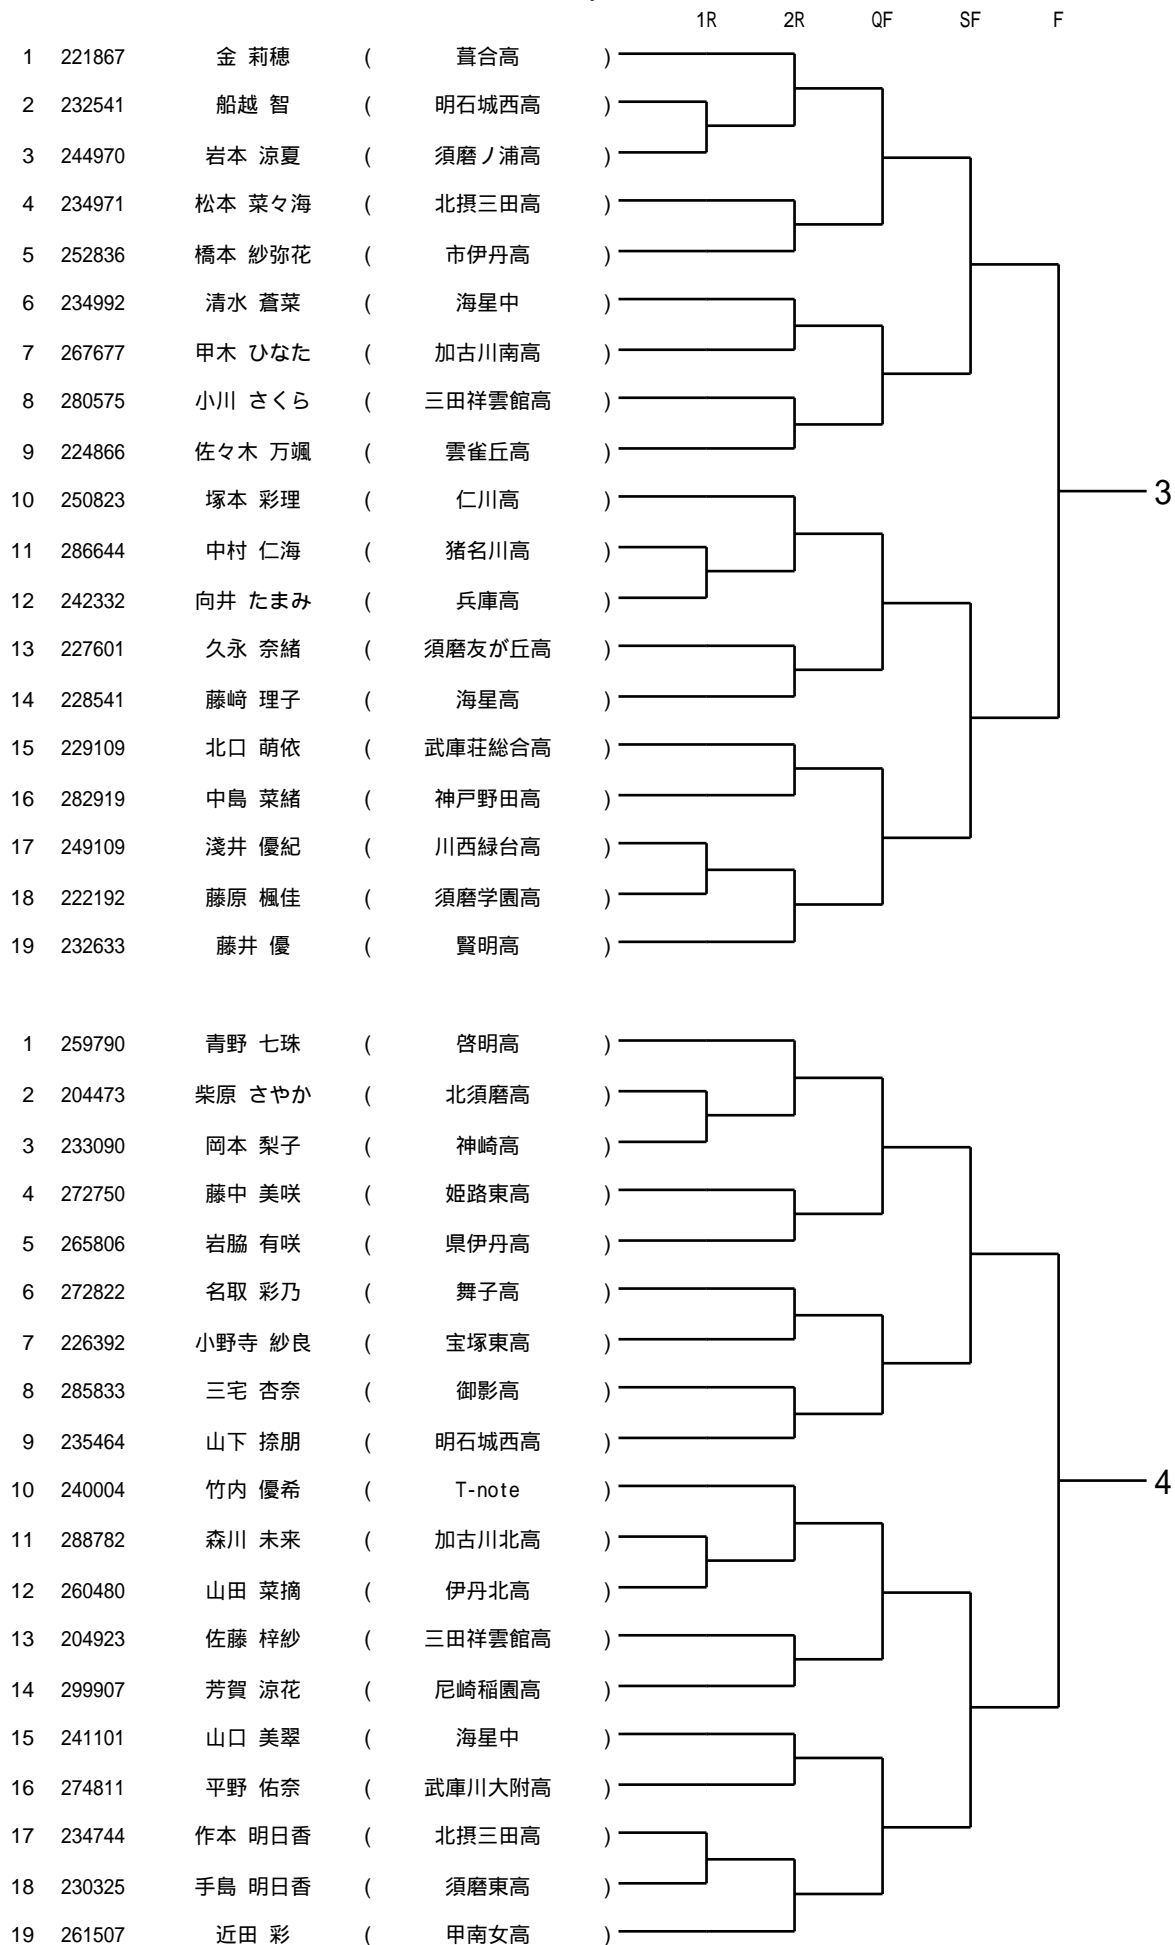 1R 2R QF SF F
1 221867 金 莉穂 ( 葺合高 )
2 232541 船越 智 ( 明石城西高 )
3 244970 岩本 涼夏 ( 須磨ノ浦高 )
4 234971 松本 菜々海 ( 北摂三田高 )
5 252836 橋本 紗弥花 ( 市伊丹高 )
6 234992 清水 蒼菜 ( 海星中 )
7 267677 甲木 ひなた ( 加古川南高 )
8 280575 小川 さくら ( 三田祥雲館高 )
9 224866 佐々木 万颯 ( 雲雀丘高 )
10 250823 塚本 彩理 ( 仁川高 )
3
11 286644 中村 仁海 ( 猪名川高 )
12 242332 向井 たまみ ( 兵庫高 )
13 227601 久永 奈緒 ( 須磨友が丘高 )
14 228541 藤﨑 理子 ( 海星高 )
15 229109 北口 萌依 ( 武庫荘総合高 )
16 282919 中島 菜緒 ( 神戸野田高 )
17 249109 淺井 優紀 ( 川西緑台高 )
18 222192 藤原 楓佳 ( 須磨学園高 )
19 232633 藤井 優 ( 賢明高 )
1 259790 青野 七珠 ( 啓明高 )
2 204473 柴原 さやか ( 北須磨高 )
3 233090 岡本 梨子 ( 神崎高 )
4 272750 藤中 美咲 ( 姫路東高 )
5 265806 岩脇 有咲 ( 県伊丹高 )
6 272822 名取 彩乃 ( 舞子高 )
7 226392 小野寺 紗良 ( 宝塚東高 )
8 285833 三宅 杏奈 ( 御影高 )
9 235464 山下 捺朋 ( 明石城西高 )
10 240004 竹内 優希 ( T-note )
4
11 288782 森川 未来 ( 加古川北高 )
12 260480 山田 菜摘 ( 伊丹北高 )
13 204923 佐藤 梓紗 ( 三田祥雲館高 )
14 299907 芳賀 涼花 ( 尼崎稲園高 )
15 241101 山口 美翠 ( 海星中 )
16 274811 平野 佑奈 ( 武庫川大附高 )
17 234744 作本 明日香 ( 北摂三田高 )
18 230325 手島 明日香 ( 須磨東高 )
19 261507 近田 彩 ( 甲南女高 )